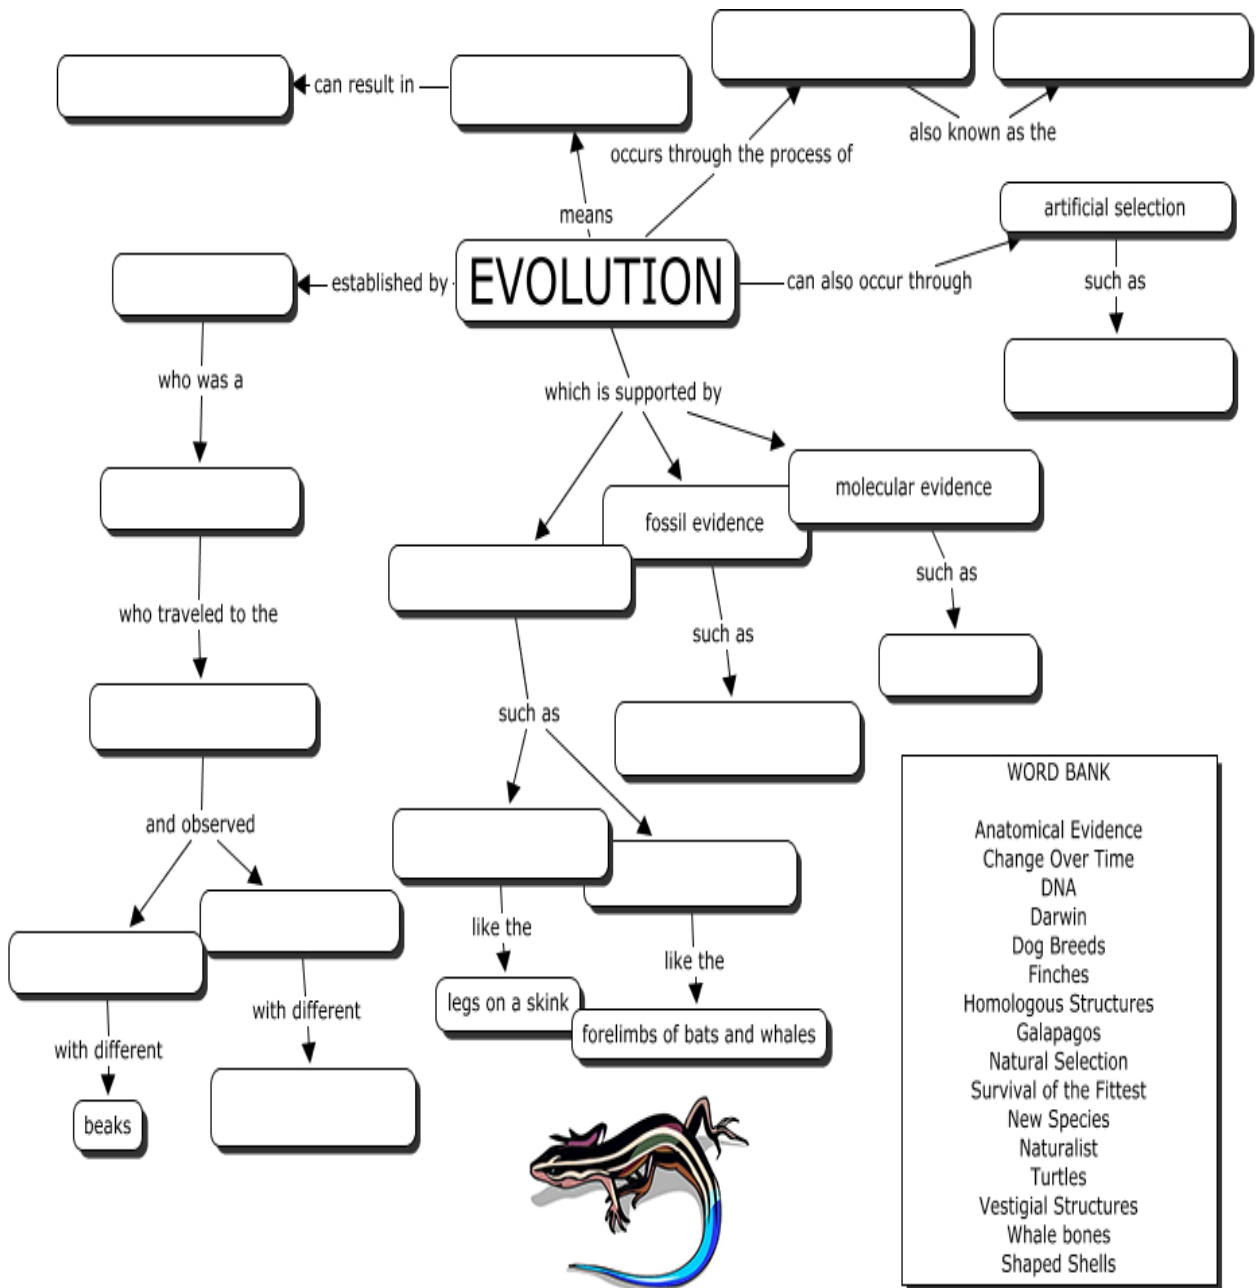 can result in
also known as the
occurs through the process of
artificial selection
means
EVOLUTION
established by
can also occur through
such as
who was a
which is supported by
molecular evidence
fossil evidence
such as
who traveled to the
such as
such as
and observed
like the
like the
legs on a skink
with different
forelimbs of bats and whales
with different
beaks
WORD BANK
Anatomical Evidence
Change Over Time
DNA
Darwin
Dog Breeds
Finches
Homologous Structures
Galapagos
Natural Selection
Survival of the Fittest
New Species
Naturalist
Turtles
Vestigial Structures
Whale bones
Shaped Shells